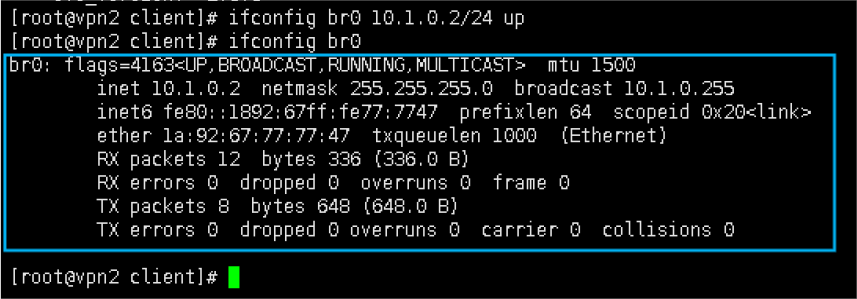 [root@vpn2 client]# ifconfig br0 10.1.0.2/24 up
[root@vpn2 client]# ifconfig br0
br0: flags=4163<UP,BROADCAST,RUNNING,MULTICAST>  mtu 1500
        inet 10.1.0.2  netmask 255.255.255.0  broadcast 10.1.0.255
        inet6 fe80::1892:67ff:fe77:7747  prefixlen 64  scopeid 0x20<link>
        ether 1a:92:67:77:77:47  txqueuelen 1000  (Ethernet)
        RX packets 12  bytes 336 (336.0 B)
        RX errors 0  dropped 0  overruns 0  frame 0
        TX packets 8  bytes 648 (648.0 B)
        TX errors 0  dropped 0 overruns 0  carrier 0  collisions 0
[root@vpn2 client]#